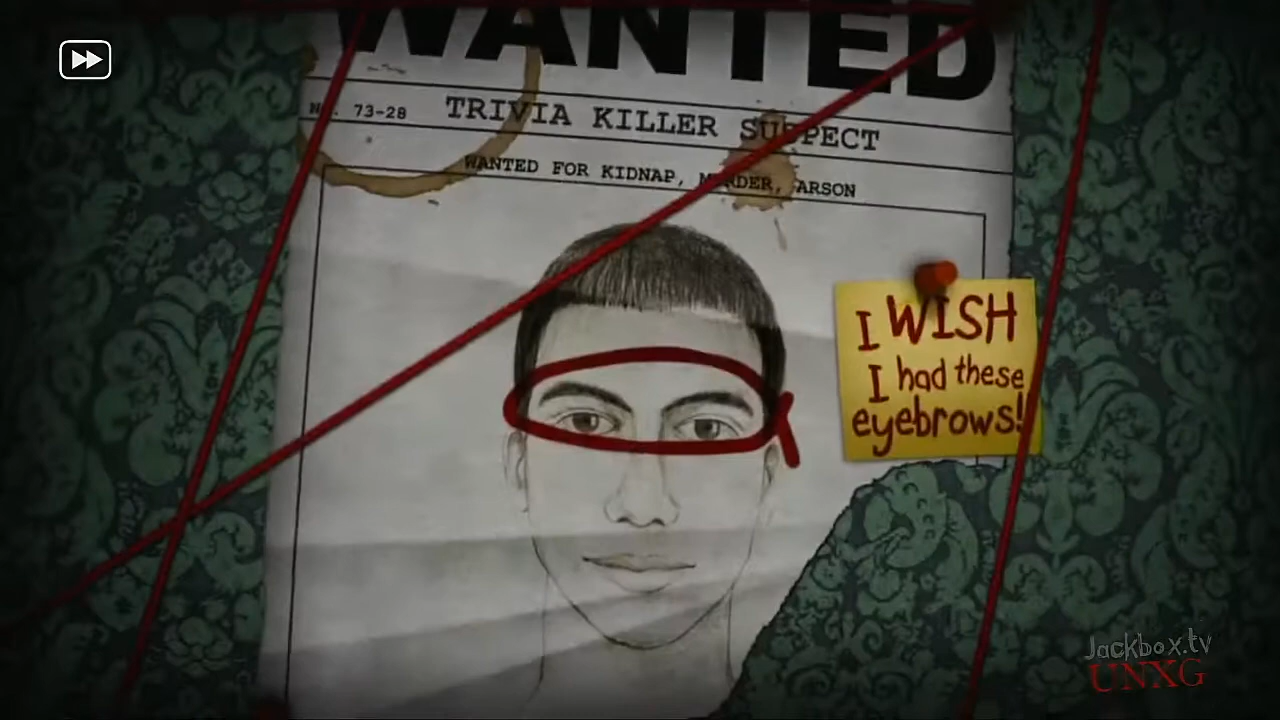 WANTED
NO. 73-28 TRIVIA KILLER SUSPECT
WANTED FOR KIDNAP, MURDER, ARSON
I WISH
I had these
eyebrows!
Jackbox.tv
UNXG